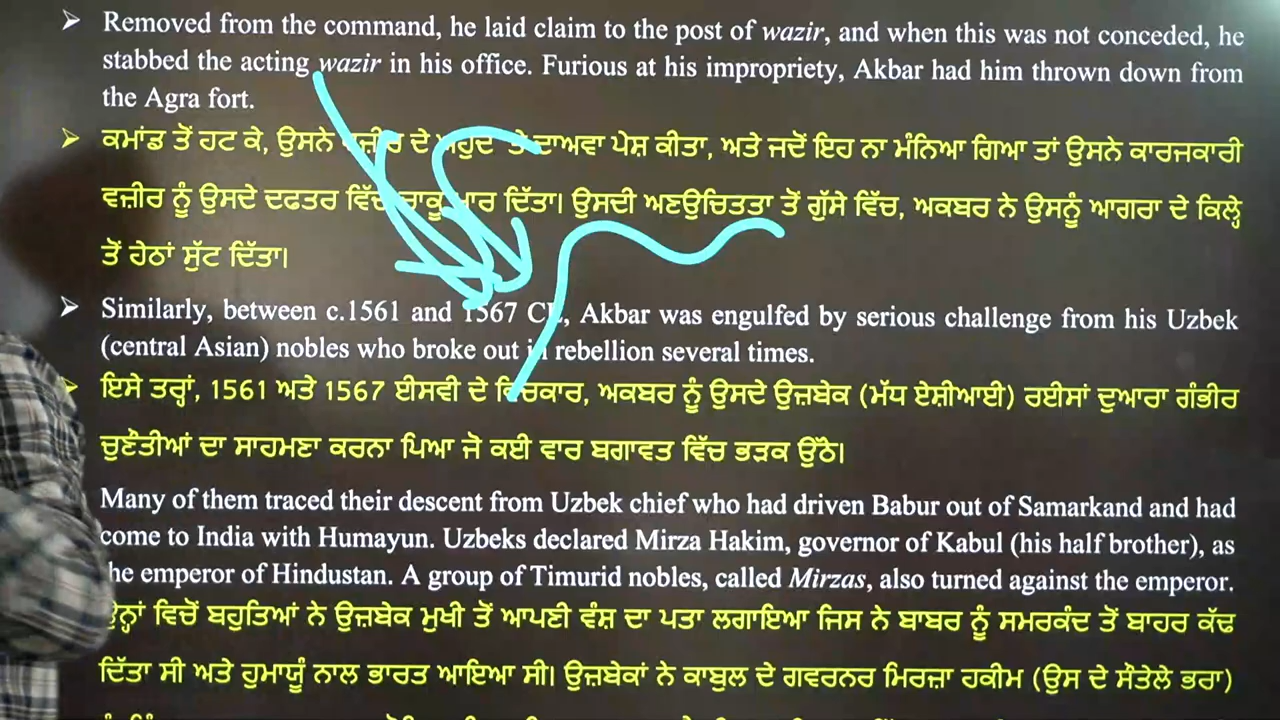 ➤ Removed from the command, he laid claim to the post of wazir, and when this was not conceded, he
stabbed the acting wazir in his office. Furious at his impropriety, Akbar had him thrown down from
the Agra fort.
➤ ਕਮਾਂਡ ਤੋਂ ਹਟ ਕੇ, ਉਸਨੇ ਵਜ਼ੀਰ ਦੇ ਅਹੁਦੇ 'ਤੇ ਦਾਅਵਾ ਪੇਸ਼ ਕੀਤਾ, ਅਤੇ ਜਦੋਂ ਇਹ ਨਾ ਮੰਨਿਆ ਗਿਆ ਤਾਂ ਉਸਨੇ ਕਾਰਜਕਾਰੀ
ਵਜ਼ੀਰ ਨੂੰ ਉਸਦੇ ਦਫਤਰ ਵਿੱਚ ਚਾਕੂ ਮਾਰ ਦਿੱਤਾ। ਉਸਦੀ ਅਣਉਚਿਤਤਾ ਤੋਂ ਗੁੱਸੇ ਵਿੱਚ, ਅਕਬਰ ਨੇ ਉਸਨੂੰ ਆਗਰਾ ਦੇ ਕਿਲ੍ਹੇ
ਤੋਂ ਹੇਠਾਂ ਸੁੱਟ ਦਿੱਤਾ।
➤ Similarly, between c.1561 and 1567 CE, Akbar was engulfed by serious challenge from his Uzbek
(central Asian) nobles who broke out in rebellion several times.
➤ ਇਸੇ ਤਰ੍ਹਾਂ, 1561 ਅਤੇ 1567 ਈਸਵੀ ਦੇ ਵਿਚਕਾਰ, ਅਕਬਰ ਨੂੰ ਉਸਦੇ ਉਜ਼ਬੇਕ (ਮੱਧ ਏਸ਼ੀਆਈ) ਰਈਸਾਂ ਦੁਆਰਾ ਗੰਭੀਰ
ਚੁਣੌਤੀਆਂ ਦਾ ਸਾਹਮਣਾ ਕਰਨਾ ਪਿਆ ਜੋ ਕਈ ਵਾਰ ਬਗਾਵਤ ਵਿੱਚ ਭੜਕ ਉੱਠੇ।
Many of them traced their descent from Uzbek chief who had driven Babur out of Samarkand and had
come to India with Humayun. Uzbeks declared Mirza Hakim, governor of Kabul (his half brother), as
the emperor of Hindustan. A group of Timurid nobles, called Mirzas, also turned against the emperor.
ਉਨ੍ਹਾਂ ਵਿਚੋਂ ਬਹੁਤਿਆਂ ਨੇ ਉਜ਼ਬੇਕ ਮੁਖੀ ਤੋਂ ਆਪਣੀ ਵੰਸ਼ ਦਾ ਪਤਾ ਲਗਾਇਆ ਜਿਸ ਨੇ ਬਾਬਰ ਨੂੰ ਸਮਰਕੰਦ ਤੋਂ ਬਾਹਰ ਕੱਢ
ਦਿੱਤਾ ਸੀ ਅਤੇ ਹੁਮਾਯੂੰ ਨਾਲ ਭਾਰਤ ਆਇਆ ਸੀ। ਉਜ਼ਬੇਕਾਂ ਨੇ ਕਾਬੁਲ ਦੇ ਗਵਰਨਰ ਮਿਰਜ਼ਾ ਹਕੀਮ (ਉਸ ਦੇ ਸੌਤੇਲੇ ਭਰਾ)